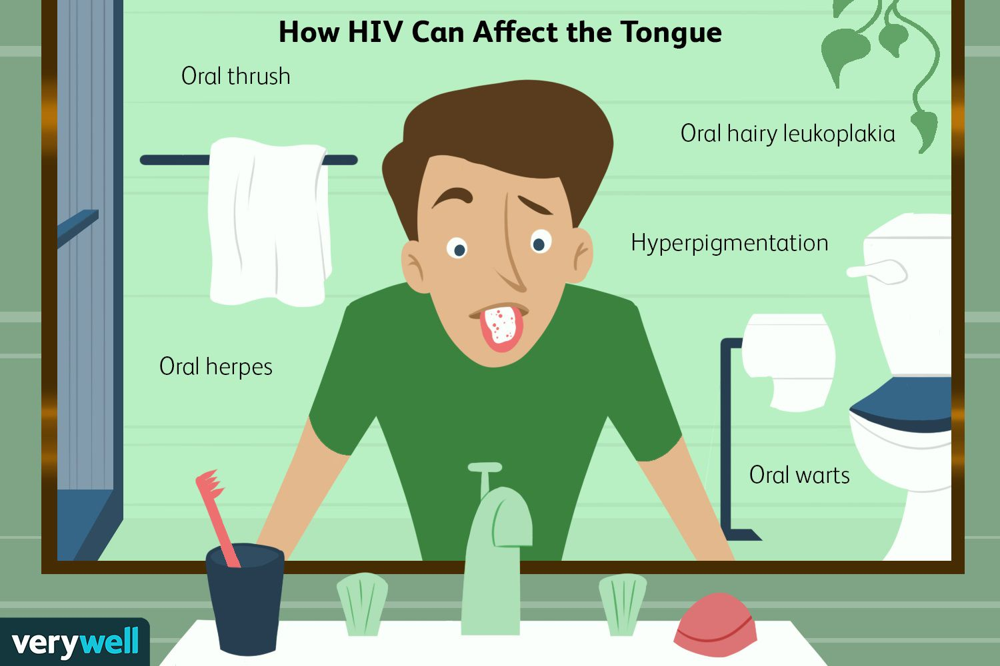 How HIV Can Affect the Tongue
Oral thrush
Oral hairy leukoplakia
Hyperpigmentation
Oral herpes
Oral warts
verywell